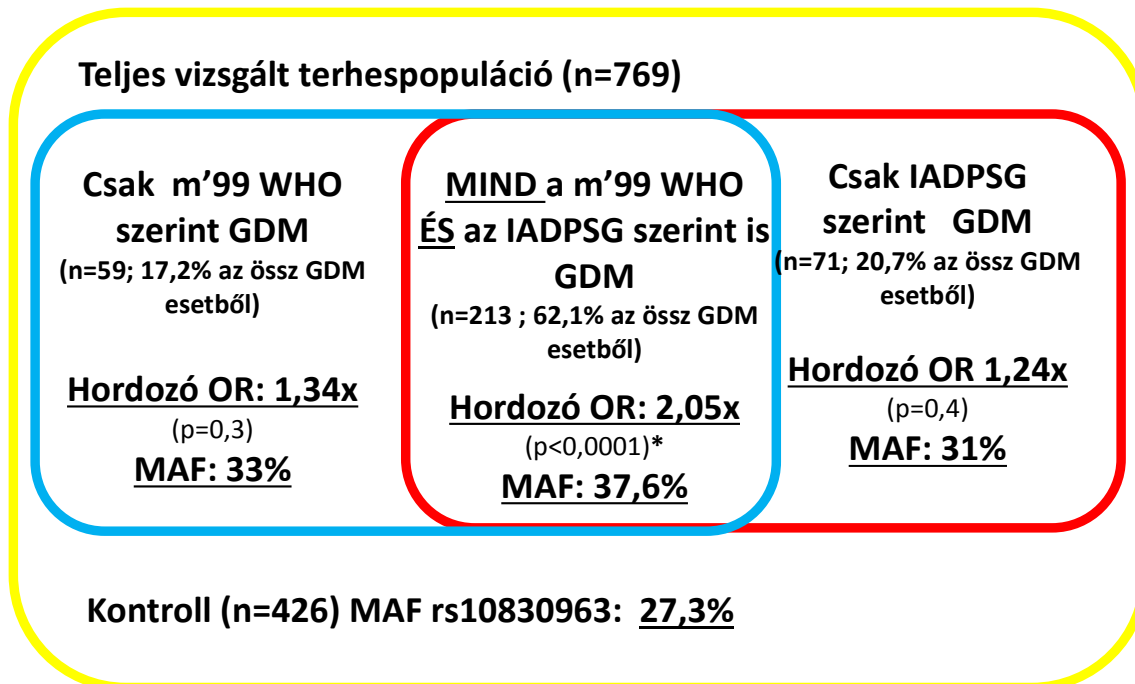 Teljes vizsgált terhespopuláció (n=769)
Csak m’99 WHO
szerint GDM
(n=59; 17,2% az össz GDM
esetből)
Hordozó OR: 1,34x
(p=0,3)
MAF: 33%
MIND a m’99 WHO
ÉS az IADPSG szerint is
GDM
(n=213 ; 62,1% az össz GDM
esetből)
Hordozó OR: 2,05x
(p<0,0001)*
MAF: 37,6%
Csak IADPSG
szerint GDM
(n=71; 20,7% az össz GDM
esetből)
Hordozó OR 1,24x
(p=0,4)
MAF: 31%
Kontroll (n=426) MAF rs10830963: 27,3%